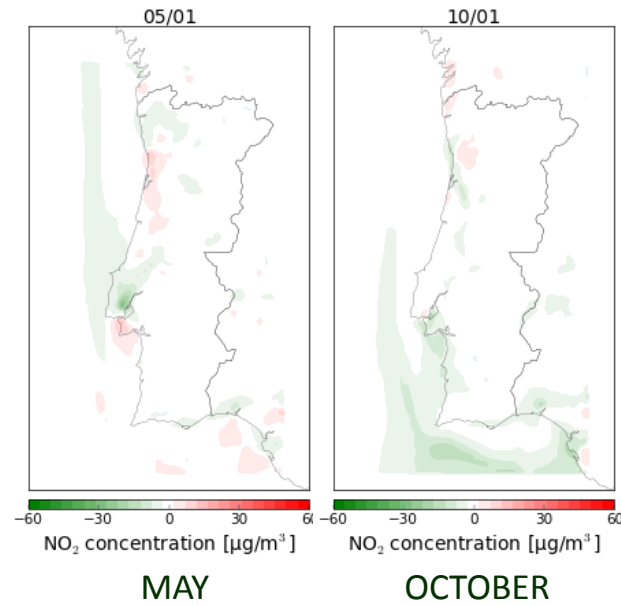 05/01
10/01
−60 −30 0 30 60
−60 −30 0 30 60
NO₂ concentration [µg/m³]
NO₂ concentration [µg/m³]
MAY
OCTOBER